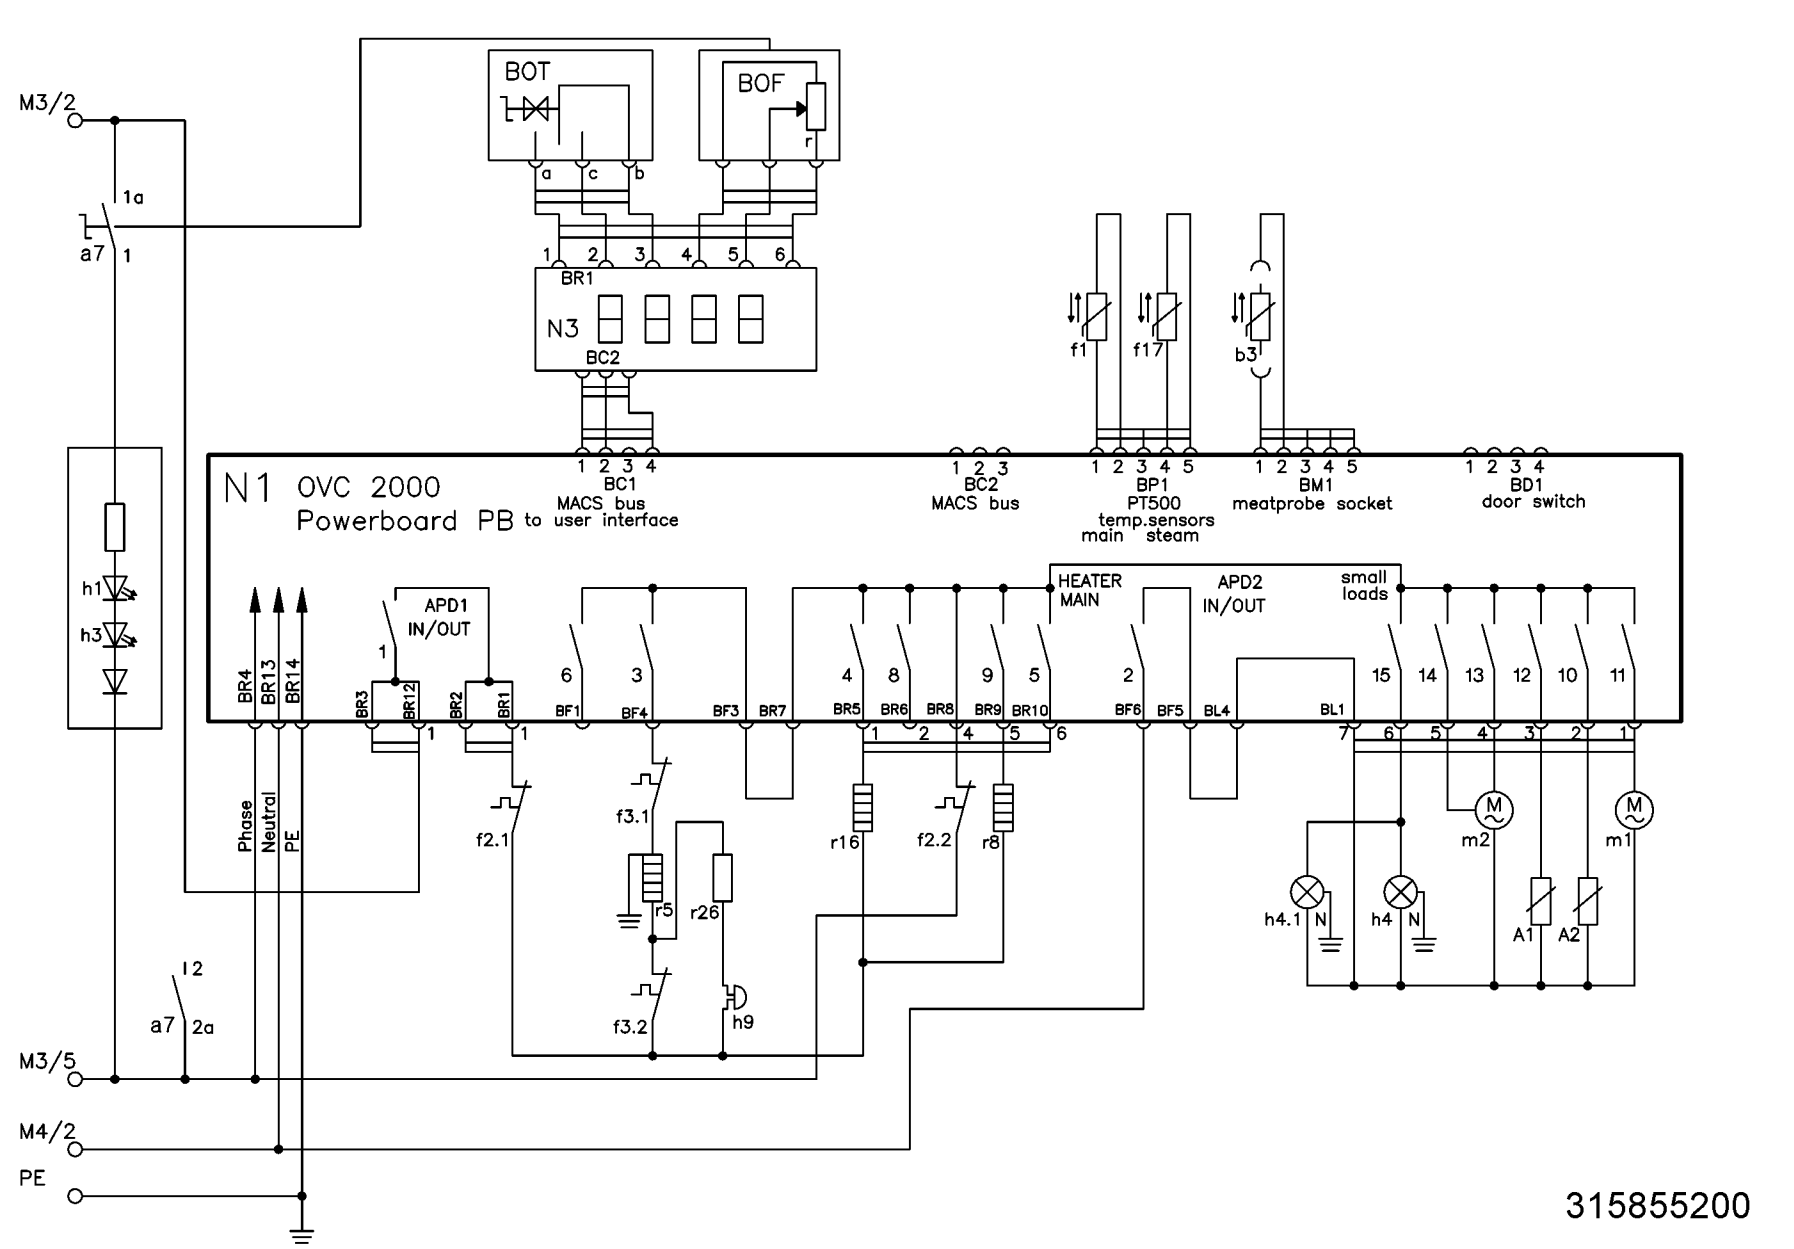 M3/2
BOT
BOF
r
a c b
1a
a7 1
1 2 3 4 5 6
BR1
N3
BC2
f1 f17 b3
N1 OVC 2000
Powerboard PB
1 2 3 4
BC1
MACS bus
to user interface
1 2 3
BC2
MACS bus
1 2 3 4 5
BP1
PT500
temp.sensors
main steam
1 2 3 4 5
BM1
meatprobe socket
1 2 3 4
BD1
door switch
h1
h3
APD1
IN/OUT
HEATER
MAIN
APD2
IN/OUT
small
loads
1 6 3 4 8 9 5 2 15 14 13 12 10 11
BR4 BR13 BR14 BR3 BR12 BR2 BR1 BF1 BF4 BF3 BR7 BR5 BR6 BR8 BR9 BR10 BF6 BF5 BL4 BL1
1 1 1 2 4 5 6 7 6 5 4 3 2 1
Phase Neutral PE
f2.1
f3.1
r16
f2.2
r8
M
m2
M
m1
r5 r26
h4.1 N h4 N
A1 A2
12
a7 2a
f3.2
h9
M3/5
M4/2
PE
315855200